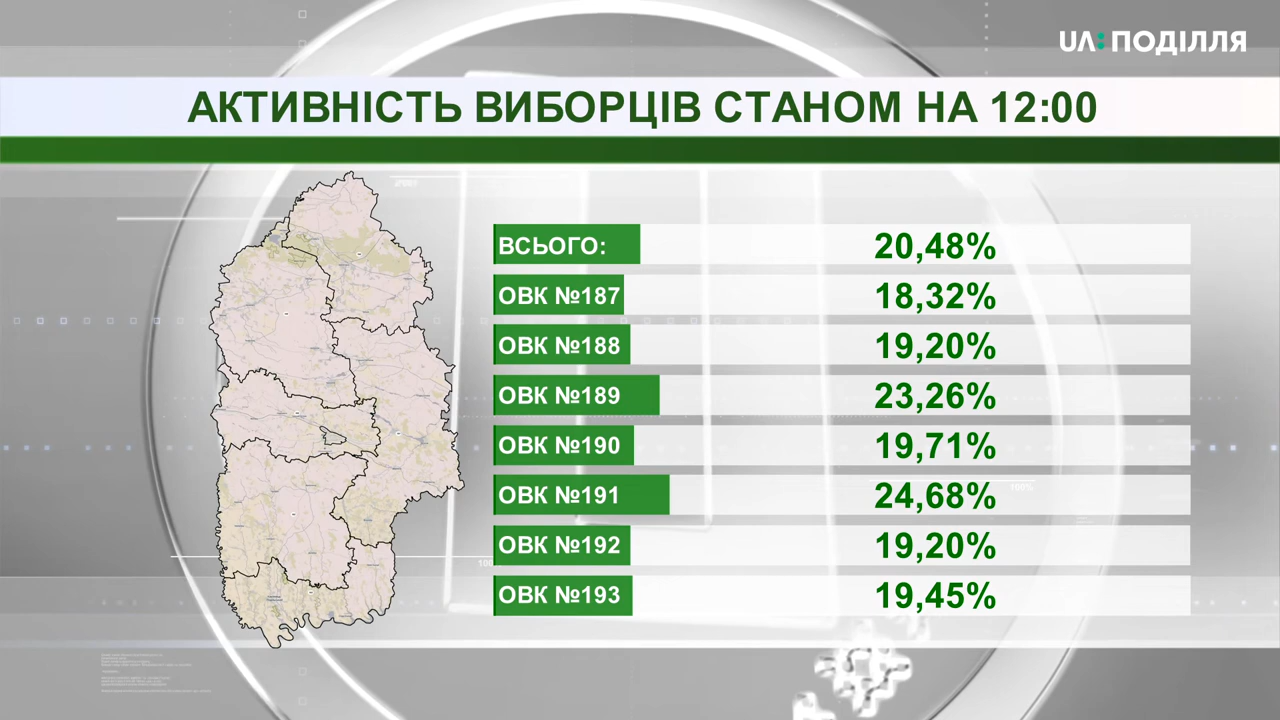 UA: ПОДІЛЛЯ
АКТИВНІСТЬ ВИБОРЦІВ СТАНОМ НА 12:00
ВСЬОГО: 20,48%
ОВК №187 18,32%
ОВК №188 19,20%
ОВК №189 23,26%
ОВК №190 19,71%
ОВК №191 24,68%
ОВК №192 19,20%
ОВК №193 19,45%